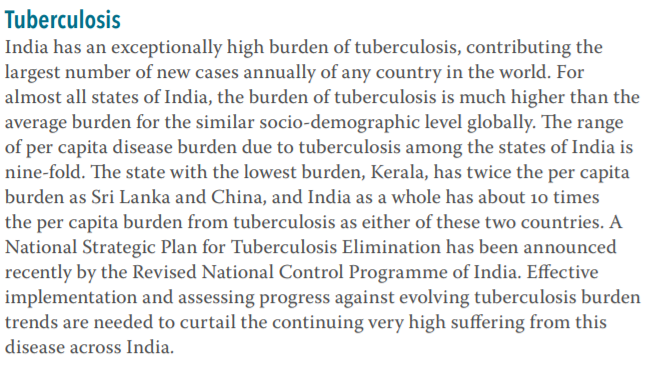 Tuberculosis
India has an exceptionally high burden of tuberculosis, contributing the
largest number of new cases annually of any country in the world. For
almost all states of India, the burden of tuberculosis is much higher than the
average burden for the similar socio-demographic level globally. The range
of per capita disease burden due to tuberculosis among the states of India is
nine-fold. The state with the lowest burden, Kerala, has twice the per capita
burden as Sri Lanka and China, and India as a whole has about 10 times
the per capita burden from tuberculosis as either of these two countries. A
National Strategic Plan for Tuberculosis Elimination has been announced
recently by the Revised National Control Programme of India. Effective
implementation and assessing progress against evolving tuberculosis burden
trends are needed to curtail the continuing very high suffering from this
disease across India.